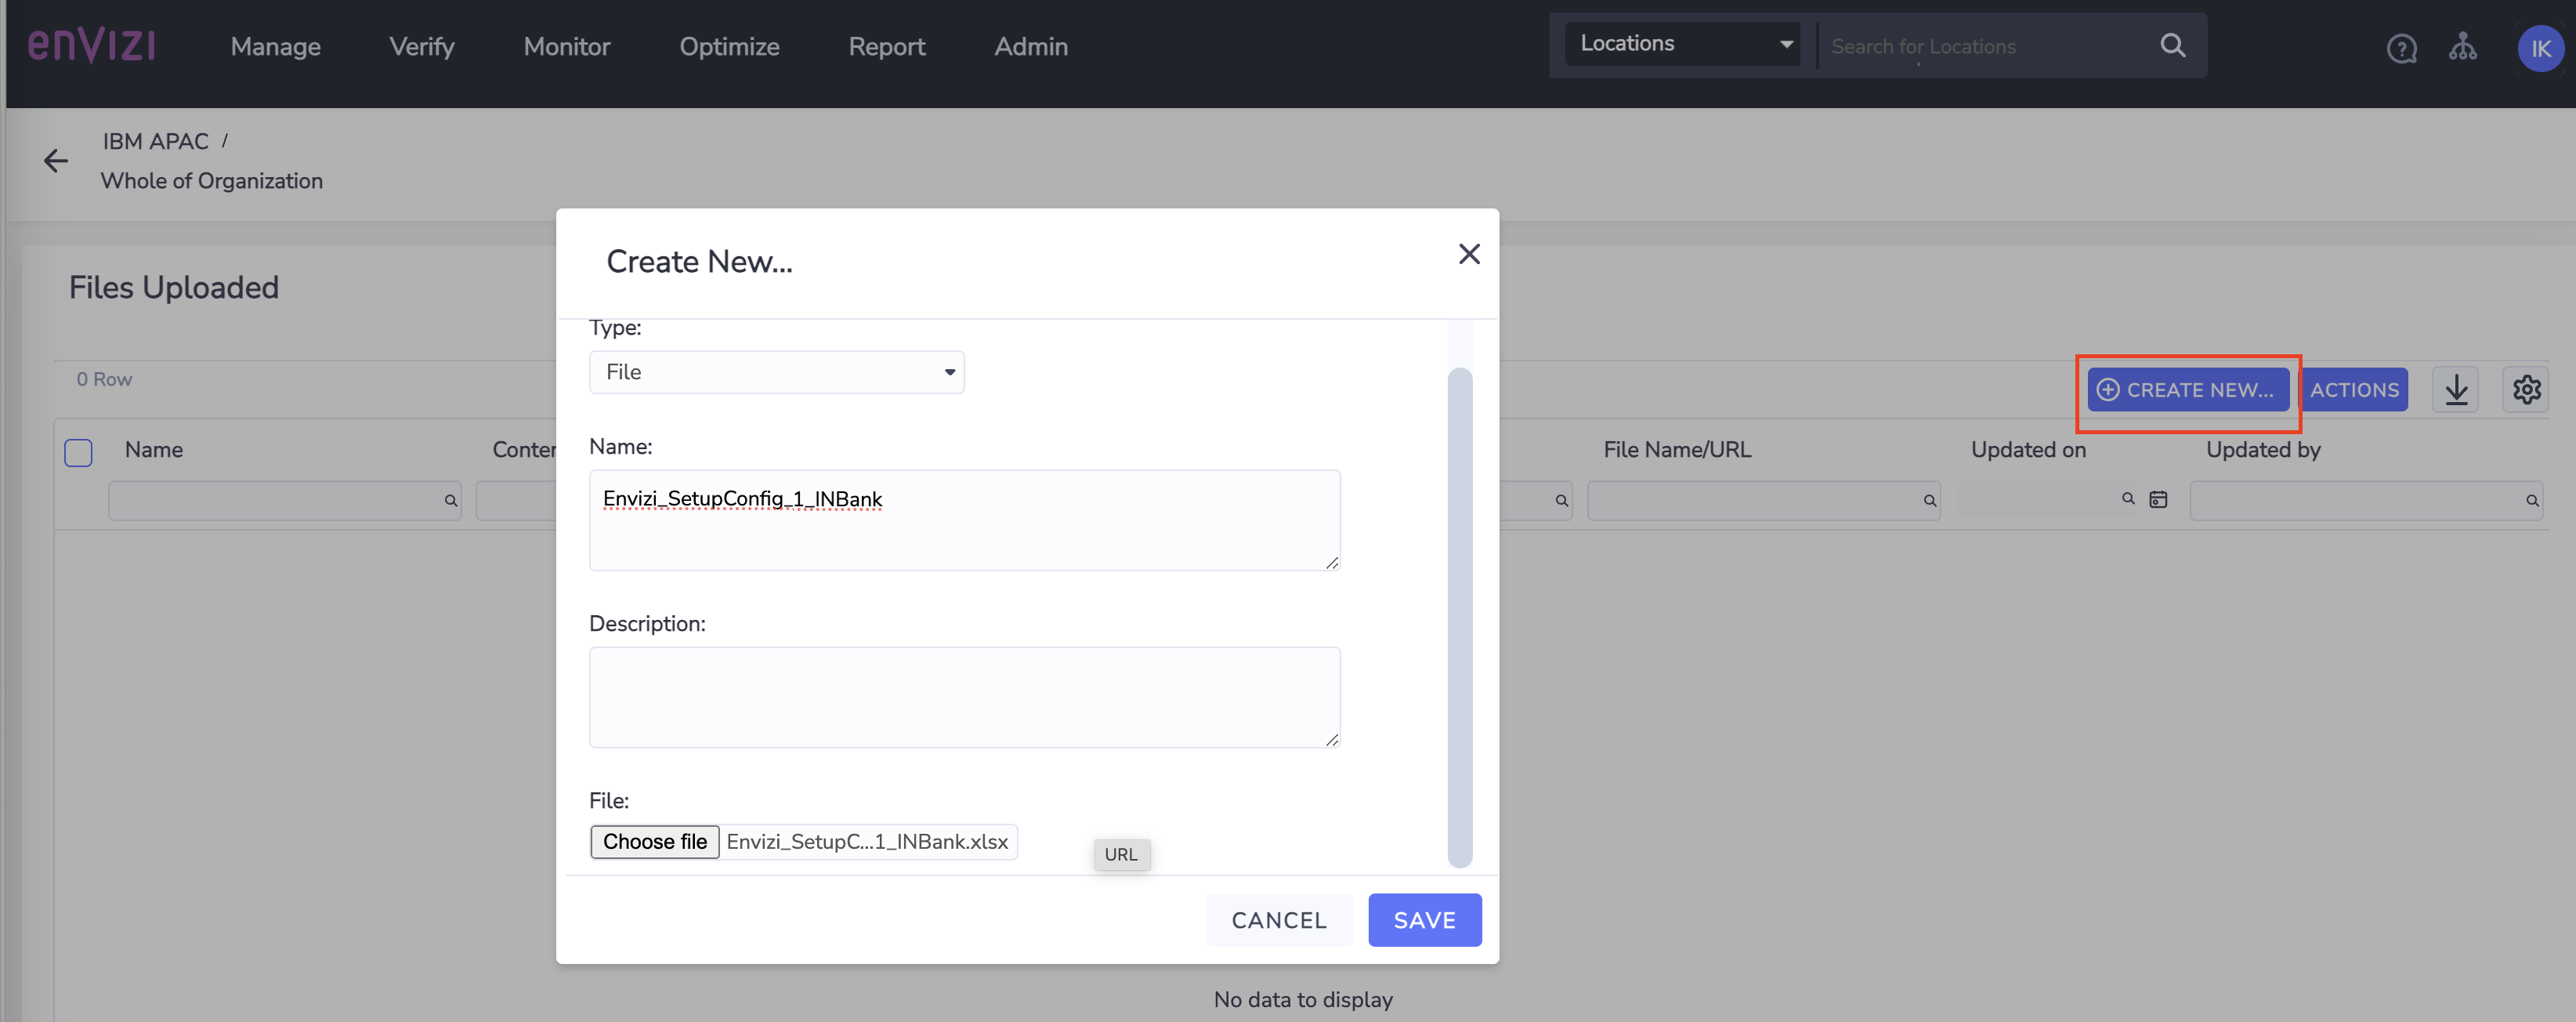 enVIZI
Manage Verify Monitor Optimize Report Admin
Locations Search for Locations
IK
IBM APAC /
Whole of Organization
Create New...
Files Uploaded
Type:
File
0 Row
CREATE NEW... ACTIONS
Name:
Name Conten File Name/URL Updated on Updated by
Envizi_SetupConfig_1_INBank
Description:
File:
Choose file Envizi_SetupC...1_INBank.xlsx
URL
CANCEL SAVE
No data to display